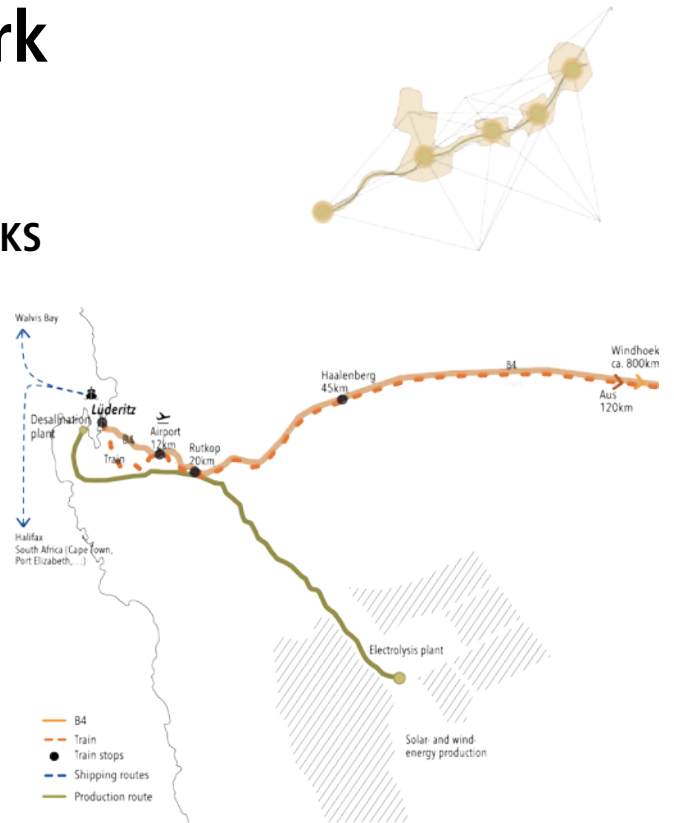 rk
KS
Walvis Bay
Windhoek
ca. 800km
B4
Haalenberg
45km
Aus
120km
Lüderitz
Desalination
plant
B4
Airport
12km
Train
Rutkop
20km
Halifax
South Africa (Cape Town,
Port Elizabeth,...)
Electrolysis plant
Solar- and wind-
energy production
B4
Train
Train stops
Shipping routes
Production route